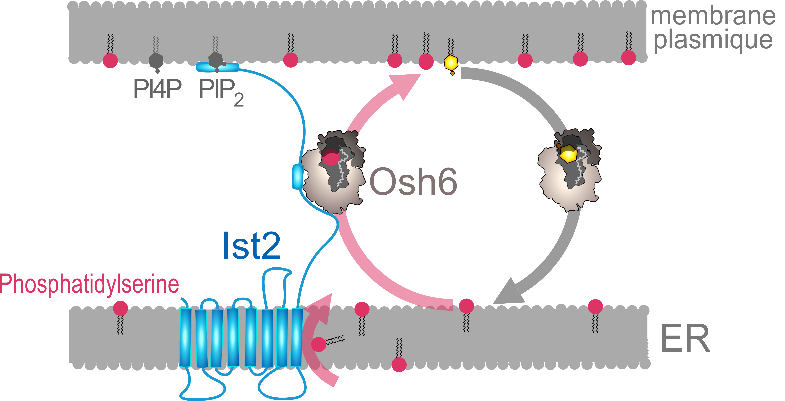 membrane
plasmique
PI4P PIP2
Osh6
Ist2
Phosphatidylserine
ER